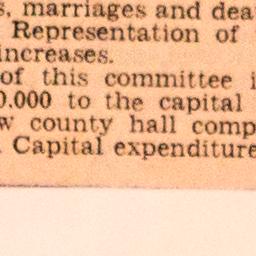 s, marriages and dea
Representation of
increases.
of this committee i
0.000 to the capital
w county hall comp
. Capital expenditure